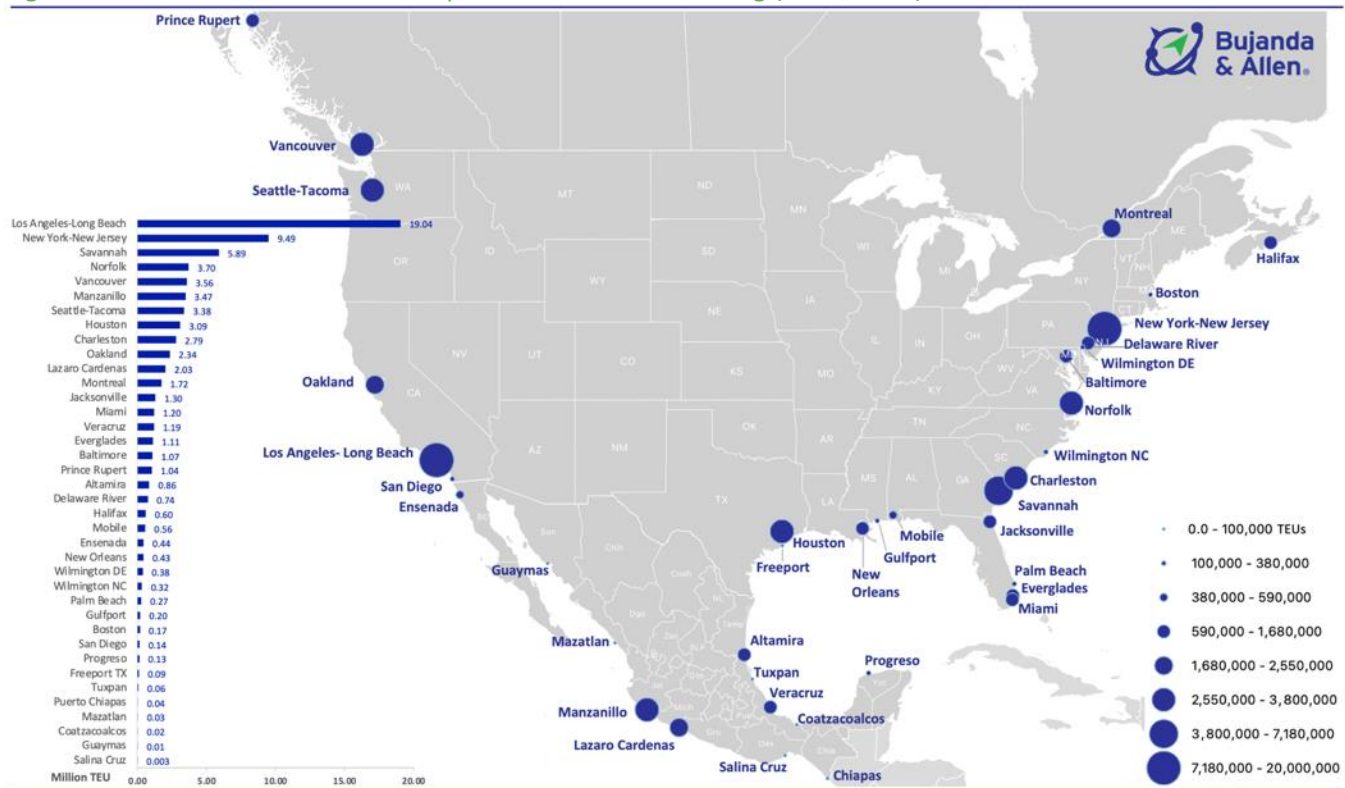 Prince Rupert
Bujanda
& Allen®
Vancouver
Seattle-Tacoma
WA
MT
ND
MN
Montreal
ME
Halifax
OR
ID
SD
WI
MI
VT
NH
NY
Boston
WY
IA
CT
New York-New Jersey
PA
NJ
Delaware River
NE
NV
UT
CO
IL
IN
OH
Wilmington DE
Baltimore
WV
Oakland
CA
KS
MO
KY
VA
Norfolk
OK
TN
NC
AZ
NM
AR
Wilmington NC
Los Angeles- Long Beach
SC
San Diego
Ensenada
TX
LA
MS
AL
GA
Charleston
Savannah
Jacksonville
Houston
Mobile
Gulfport
Freeport
New
Orleans
Guaymas
Palm Beach
Everglades
Miami
Mazatlan
Altamira
Tuxpan
Progreso
Veracruz
Manzanillo
Coatzacoalcos
Lazaro Cardenas
Salina Cruz
Chiapas
Los Angeles-Long Beach 19.04
New York-New Jersey 9.49
Savannah 5.89
Norfolk 3.70
Vancouver 3.56
Manzanillo 3.47
Seattle-Tacoma 3.38
Houston 3.09
Charleston 2.79
Oakland 2.34
Lazaro Cardenas 2.03
Montreal 1.72
Jacksonville 1.30
Miami 1.20
Veracruz 1.19
Everglades 1.11
Baltimore 1.07
Prince Rupert 1.04
Altamira 0.86
Delaware River 0.74
Halifax 0.60
Mobile 0.56
Ensenada 0.44
New Orleans 0.43
Wilmington DE 0.38
Wilmington NC 0.32
Palm Beach 0.27
Gulfport 0.20
Boston 0.17
San Diego 0.14
Progreso 0.13
Freeport TX 0.09
Tuxpan 0.06
Puerto Chiapas 0.04
Mazatlan 0.03
Coatzacoalcos 0.02
Guaymas 0.01
Salina Cruz 0.003
Million TEU 0.00 5.00 10.00 15.00 20.00
0.0 - 100,000 TEUs
100,000 - 380,000
380,000 - 590,000
590,000 - 1,680,000
1,680,000 - 2,550,000
2,550,000 - 3,800,000
3,800,000 - 7,180,000
7,180,000 - 20,000,000